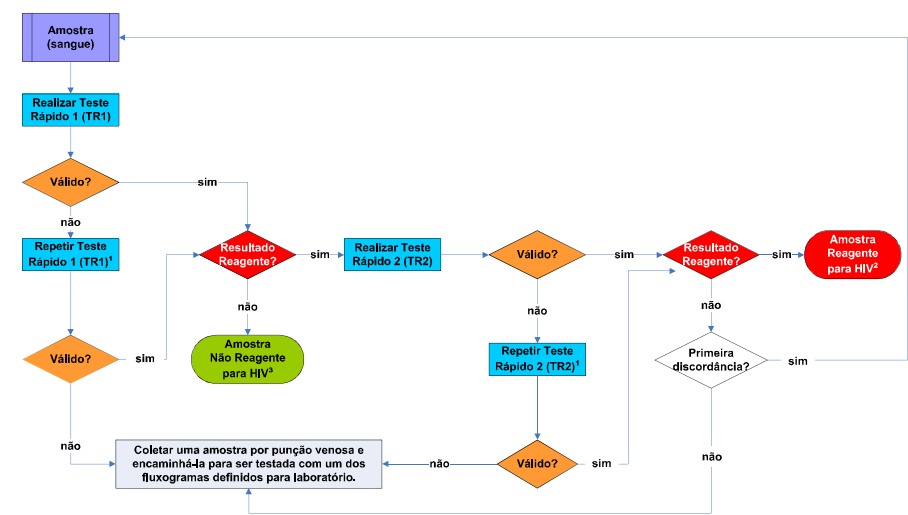 Amostra
(sangue)
Realizar Teste
Rápido 1 (TR1)
Válido?
sim
não
Repetir Teste
Rápido 1 (TR1)¹
Resultado
Reagente?
sim
Realizar Teste
Rápido 2 (TR2)
Válido?
sim
Resultado
Reagente?
sim
Amostra
Reagente
para HIV²
não
não
não
Válido?
sim
Amostra
Não Reagente
para HIV³
Repetir Teste
Rápido 2 (TR2)¹
Primeira
discordância?
sim
não
Coletar uma amostra por punção venosa e
encaminhá-la para ser testada com um dos
fluxogramas definidos para laboratório.
não
Válido?
sim
não